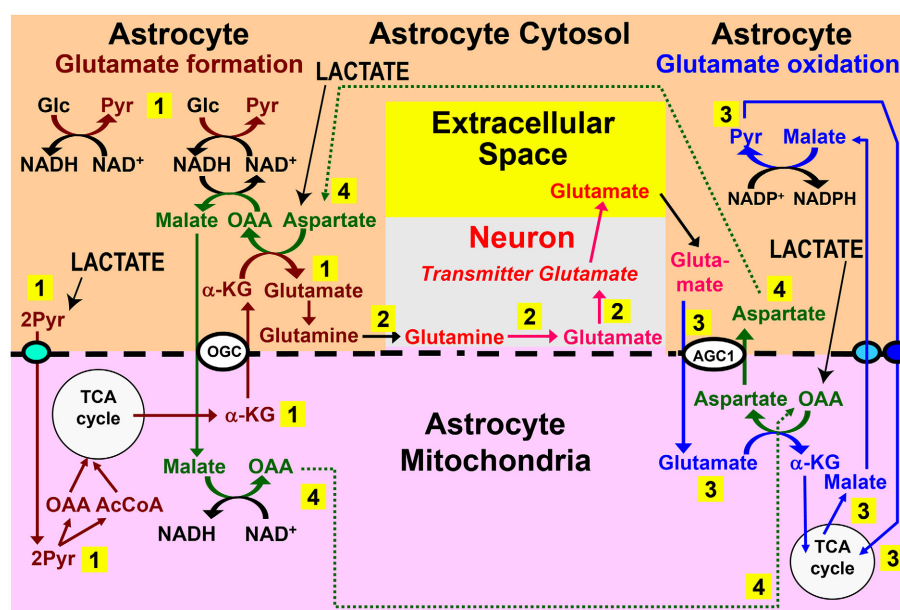 Astrocyte
Glutamate formation
Astrocyte Cytosol
Astrocyte
Glutamate oxidation
LACTATE
Glc Pyr 1 Glc Pyr
NADH NAD+ NADH NAD+
4
Malate OAA Aspartate
Extracellular
Space
Glutamate
3
Pyr Malate
NADP+ NADPH
Neuron
Transmitter Glutamate
Gluta-
mate
LACTATE
LACTATE
1
2Pyr
α-KG Glutamate 1
Glutamine 2 Glutamine 2 Glutamate 2
3
4
Aspartate
OGC
AGC1
TCA
cycle
α-KG 1
Astrocyte
Mitochondria
Aspartate OAA
Malate OAA
4
NADH NAD+
OAA AcCoA
2Pyr 1
Glutamate α-KG
3
Malate
3
TCA
cycle
3
4